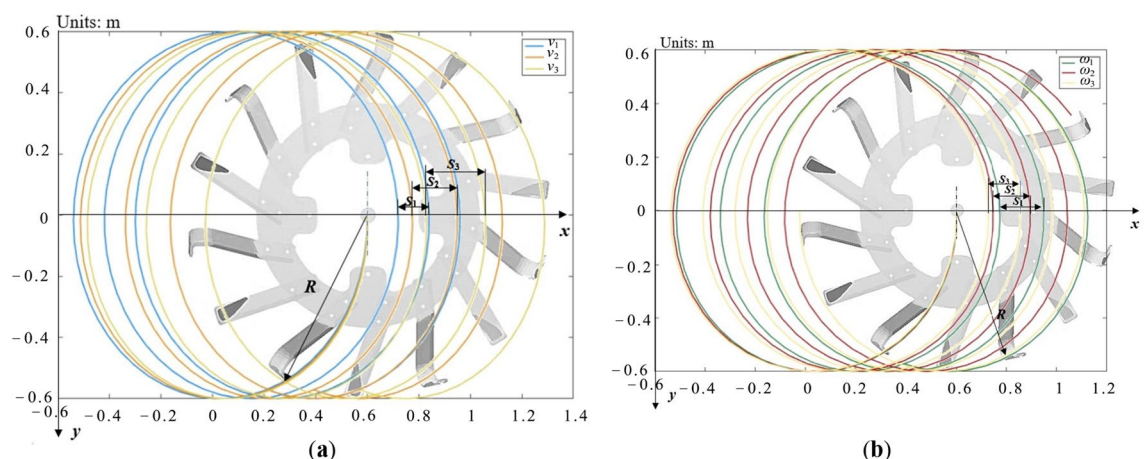 Units: m
0.6
0.4
0.2
0
−0.2
−0.4
−0.6
−0.6 −0.4 −0.2 0 0.2 0.4 0.6 0.8 1 1.2 1.4
x
y
v1
v2
v3
S3
S2
S1
R
(a)
Units: m
0.6
0.4
0.2
0
−0.2
−0.4
−0.6
−0.6 −0.4 −0.2 0 0.2 0.4 0.6 0.8 1 1.2
x
y
ω1
ω2
ω3
S3
S2
S1
R
(b)